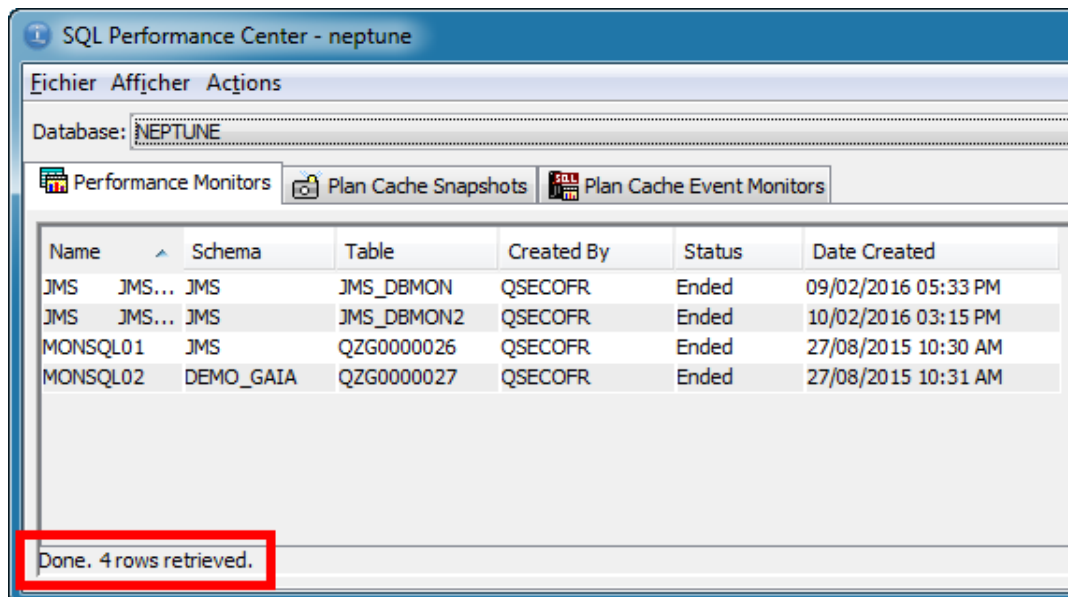 SQL Performance Center - neptune
Fichier Afficher Actions
Database: NEPTUNE
Performance Monitors Plan Cache Snapshots Plan Cache Event Monitors
Name Schema Table Created By Status Date Created
JMS JMS... JMS JMS_DBMON QSECOFR Ended 09/02/2016 05:33 PM
JMS JMS... JMS JMS_DBMON2 QSECOFR Ended 10/02/2016 03:15 PM
MONSQL01 JMS QZG0000026 QSECOFR Ended 27/08/2015 10:30 AM
MONSQL02 DEMO_GAIA QZG0000027 QSECOFR Ended 27/08/2015 10:31 AM
Done. 4 rows retrieved.